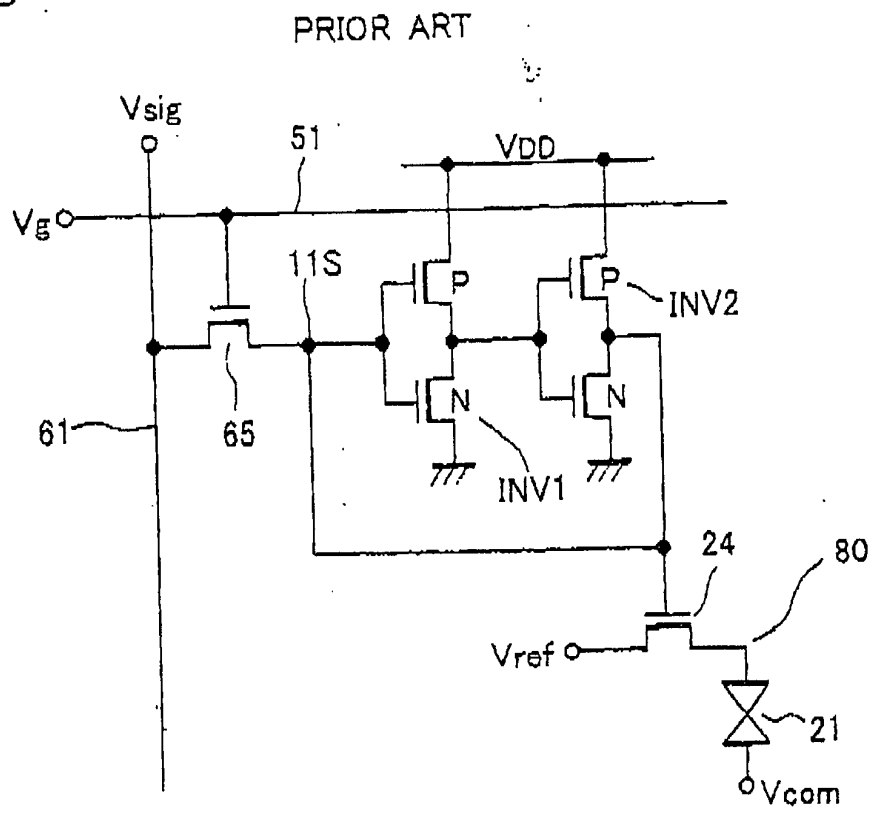 PRIOR ART
Vsig
51
VDD
Vg
11S
P
P
INV2
N
N
61
65
INV1
24
80
Vref
21
Vcom